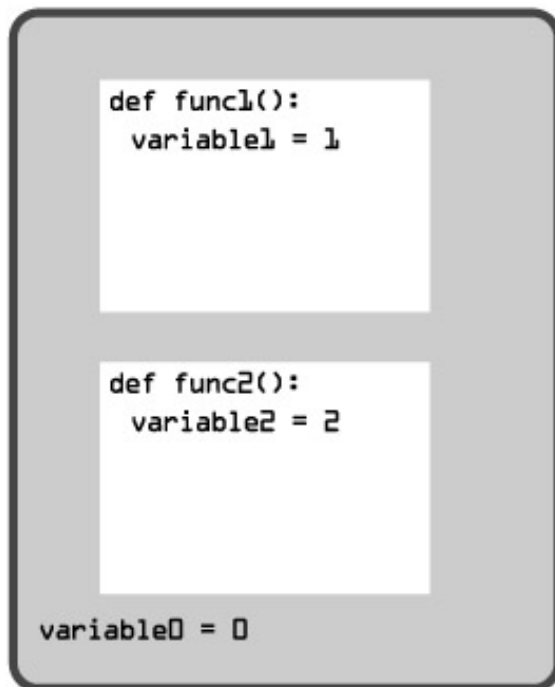 def func1():
variable1 = 1
def func2():
variable2 = 2
variable0 = 0